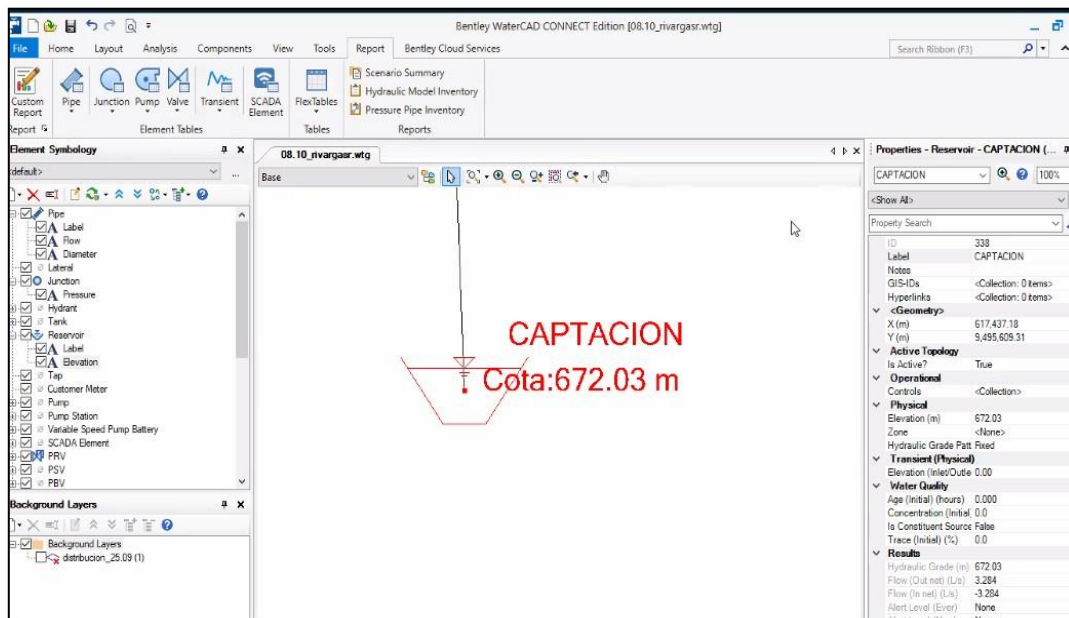 Bentley WaterCAD CONNECT Edition [08.10_rivargasr.wtg]
File Home Layout Analysis Components View Tools Report Bentley Cloud Services
Search Ribbon (F3)
Custom Report
Pipe Junction Pump Valve Transient SCADA Element
FlexTables
Scenario Summary
Hydraulic Model Inventory
Pressure Pipe Inventory
Report Element Tables Tables Reports
Element Symbology
<default>
Pipe
Label
Flow
Diameter
Lateral
Junction
Pressure
Hydrant
Tank
Reservoir
Label
Elevation
Tap
Customer Meter
Pump
Pump Station
Variable Speed Pump Battery
SCADA Element
PRV
PSV
PBV
Background Layers
Background Layers
distribucion_25.09 (1)
08.10_rivargasr.wtg
Base
CAPTACION
Cota:672.03 m
Properties - Reservoir - CAPTACION (...
CAPTACION 100%
<Show All>
Property Search
ID 338
Label CAPTACION
Notes
GIS-IDs <Collection: 0 items>
Hyperlinks <Collection: 0 items>
<Geometry>
X (m) 617,437.18
Y (m) 9,495,609.31
Active Topology
Is Active? True
Operational
Controls <Collection>
Physical
Elevation (m) 672.03
Zone <None>
Hydraulic Grade Patt Fixed
Transient (Physical)
Elevation (Inlet/Outle 0.00
Water Quality
Age (Initial) (hours) 0.000
Concentration (Initial 0.0
Is Constituent Source False
Trace (Initial) (%) 0.0
Results
Hydraulic Grade (m) 672.03
Flow (Out net) (L/s) 3.284
Flow (In net) (L/s) -3.284
Alert Level (Ever) None